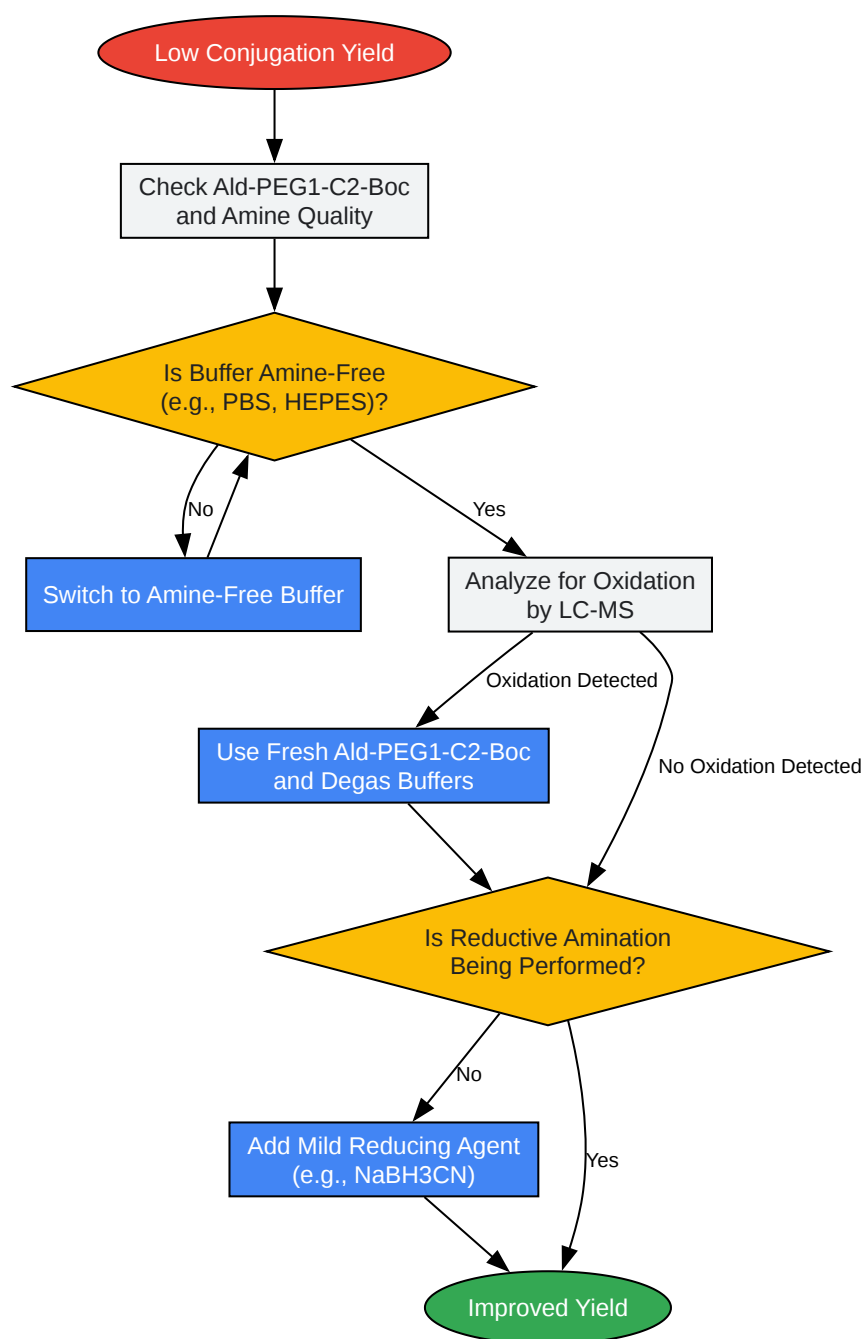 Low Conjugation Yield
Check Ald-PEG1-C2-Boc
and Amine Quality
Is Buffer Amine-Free
(e.g., PBS, HEPES)?
No
Yes
Switch to Amine-Free Buffer
Analyze for Oxidation
by LC-MS
Oxidation Detected
Use Fresh Ald-PEG1-C2-Boc
and Degas Buffers
No Oxidation Detected
Is Reductive Amination
Being Performed?
No
Add Mild Reducing Agent
(e.g., NaBH3CN)
Yes
Improved Yield